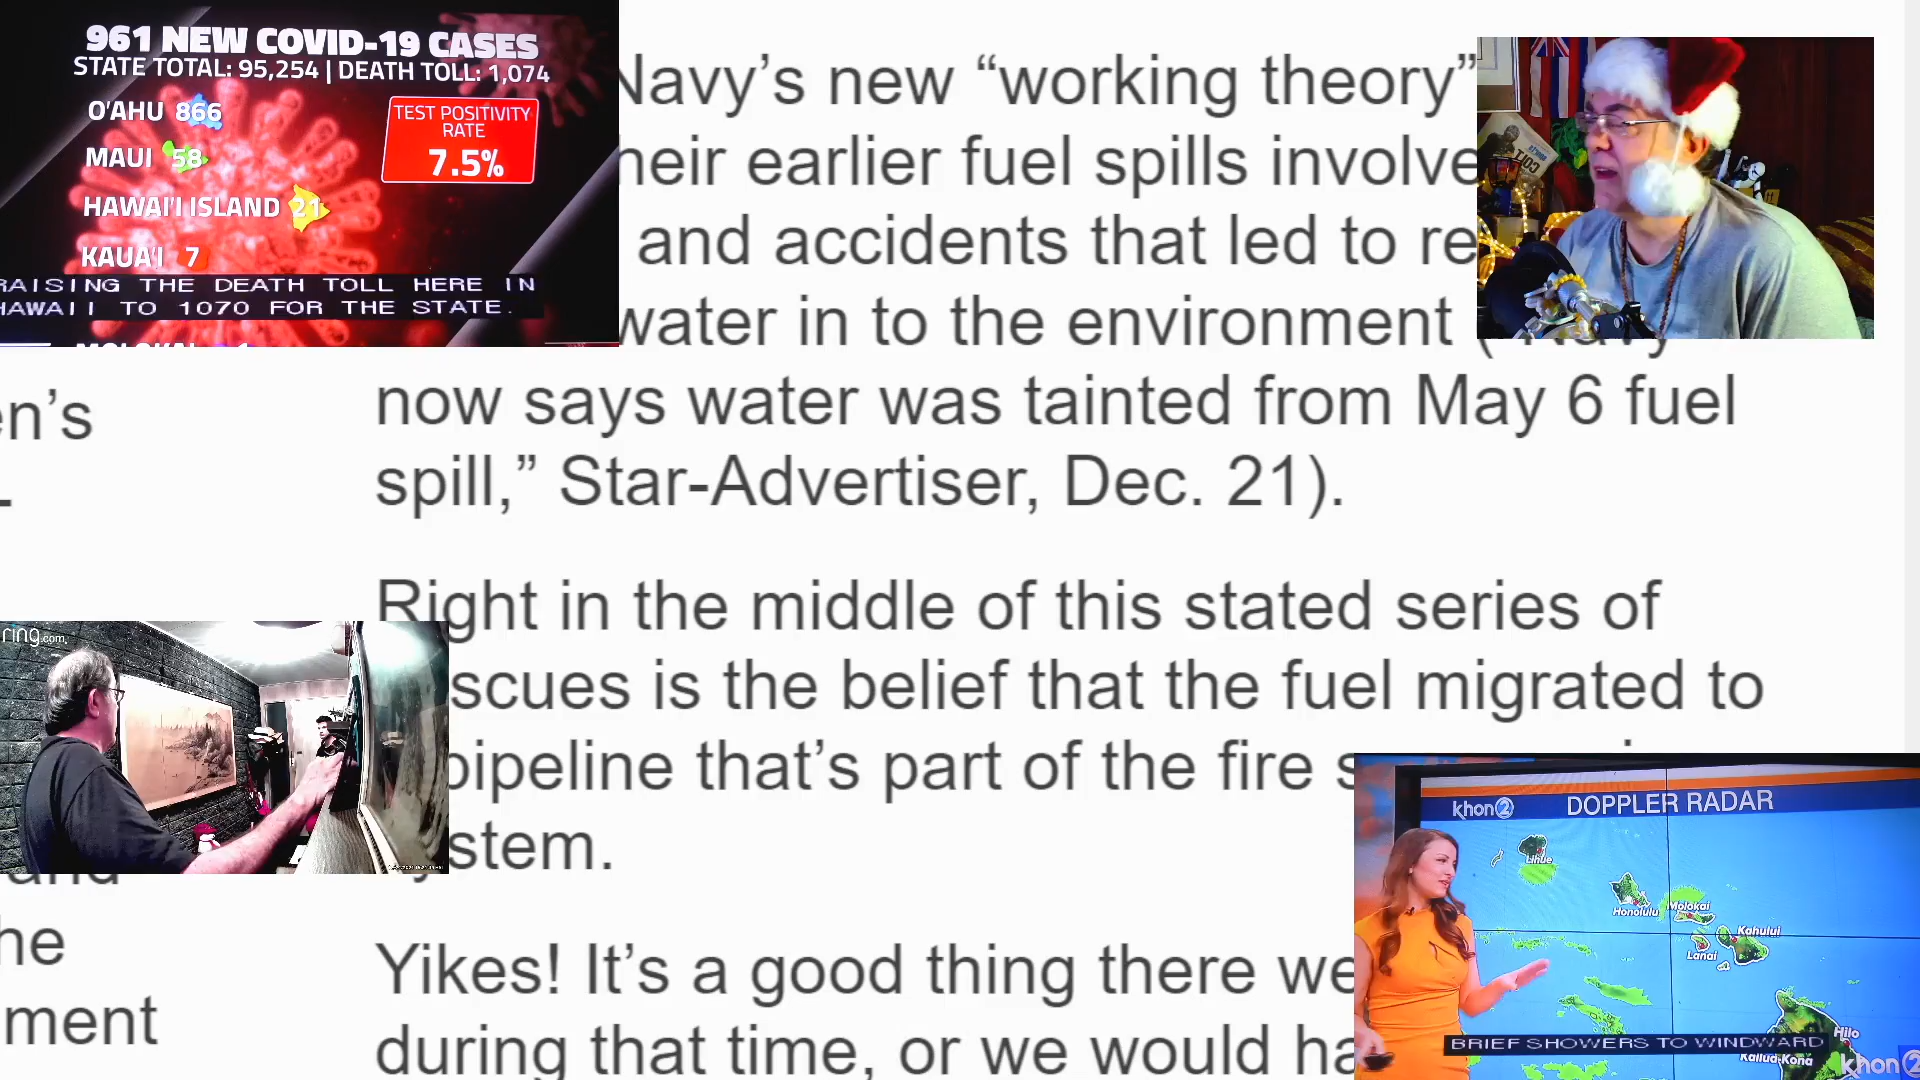 961 NEW COVID-19 CASES
STATE TOTAL: 95,254 | DEATH TOLL: 1,074
O'AHU 866
MAUI 58
HAWAI'I ISLAND 21
KAUA'I 7
TEST POSITIVITY
RATE
7.5%
RAISING THE DEATH TOLL HERE IN
HAWAII TO 1070 FOR THE STATE.
Navy's new “working theory”
heir earlier fuel spills involve
and accidents that led to re
water in to the environment (
now says water was tainted from May 6 fuel
spill,” Star-Advertiser, Dec. 21).
Right in the middle of this stated series of
scues is the belief that the fuel migrated to
pipeline that's part of the fire s
ystem.
Yikes! It's a good thing there we
during that time, or we would ha
en's
-
and
he
ment
ring.com
COLT
khon2
DOPPLER RADAR
Lihue
Honolulu
Molokai
Kahului
Lanai
Hilo
BRIEF SHOWERS TO WINDWARD
Kailua-Kona
khon2